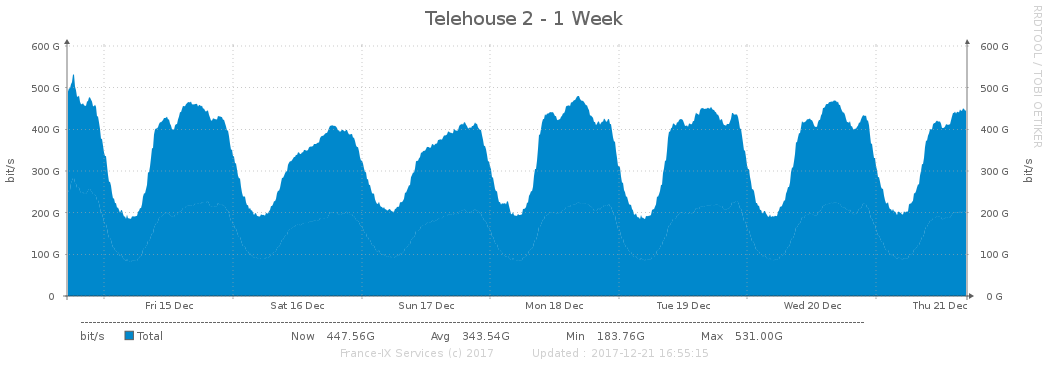 Telehouse 2 - 1 Week
RRDTOOL / TOBI OETIKER
600 G 600 G
500 G 500 G
400 G 400 G
300 G 300 G
bit/s bit/s
200 G 200 G
100 G 100 G
0 0 G
Fri 15 Dec Sat 16 Dec Sun 17 Dec Mon 18 Dec Tue 19 Dec Wed 20 Dec Thu 21 Dec
bit/s Total Now 447.56G Avg 343.54G Min 183.76G Max 531.00G
France-IX Services (c) 2017 Updated : 2017-12-21 16:55:15